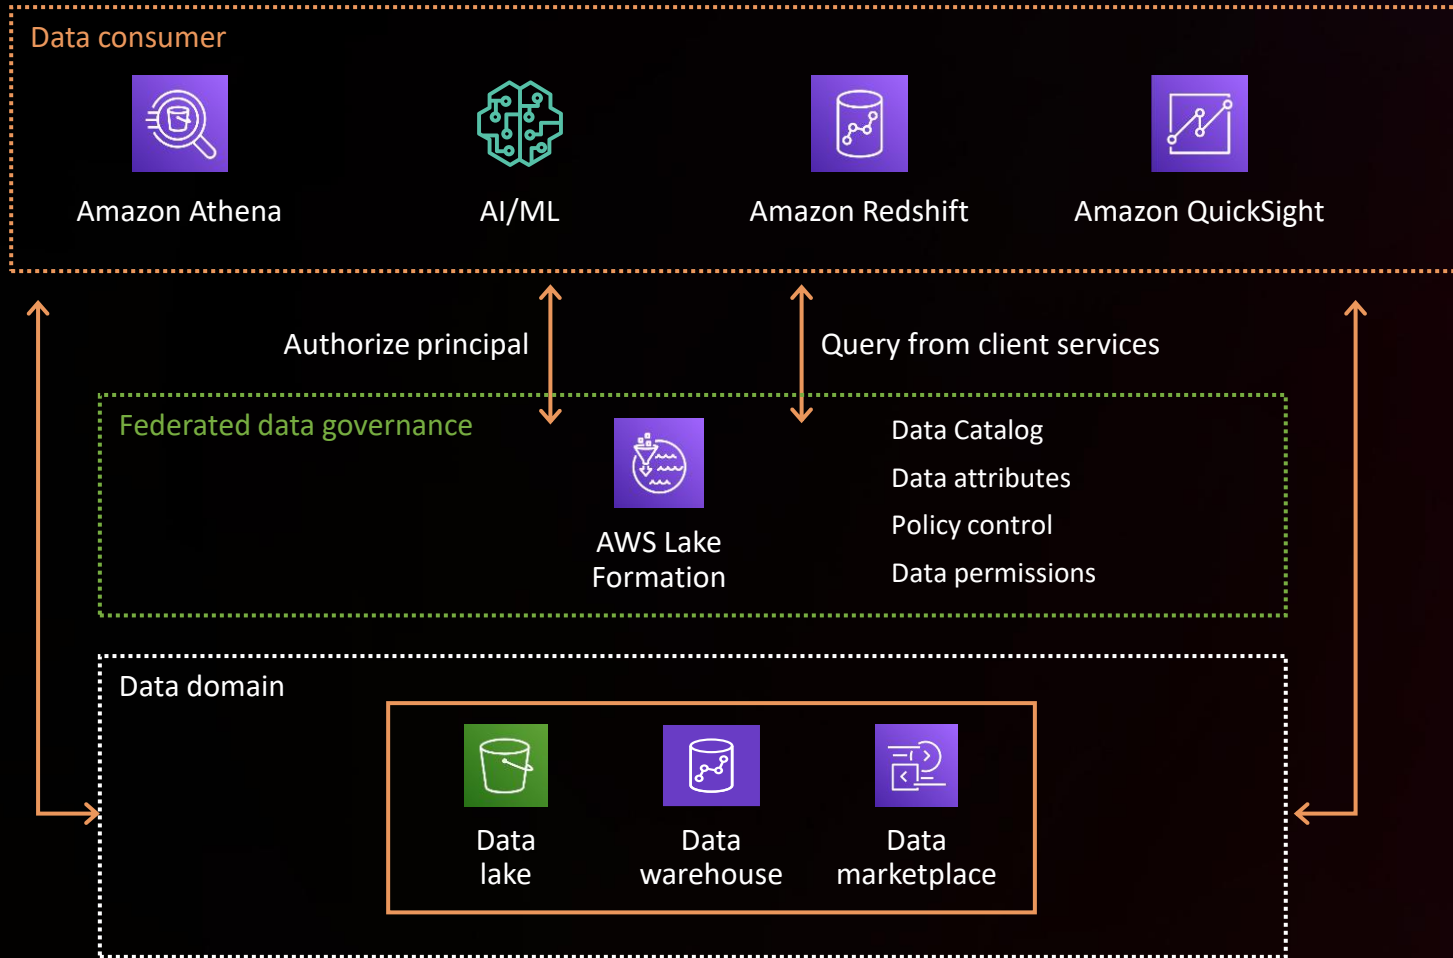 Data consumer
Amazon Athena
AI/ML
Amazon Redshift
Amazon QuickSight
Authorize principal
Query from client services
Federated data governance
AWS Lake
Formation
Data Catalog
Data attributes
Policy control
Data permissions
Data domain
Data
lake
Data
warehouse
Data
marketplace